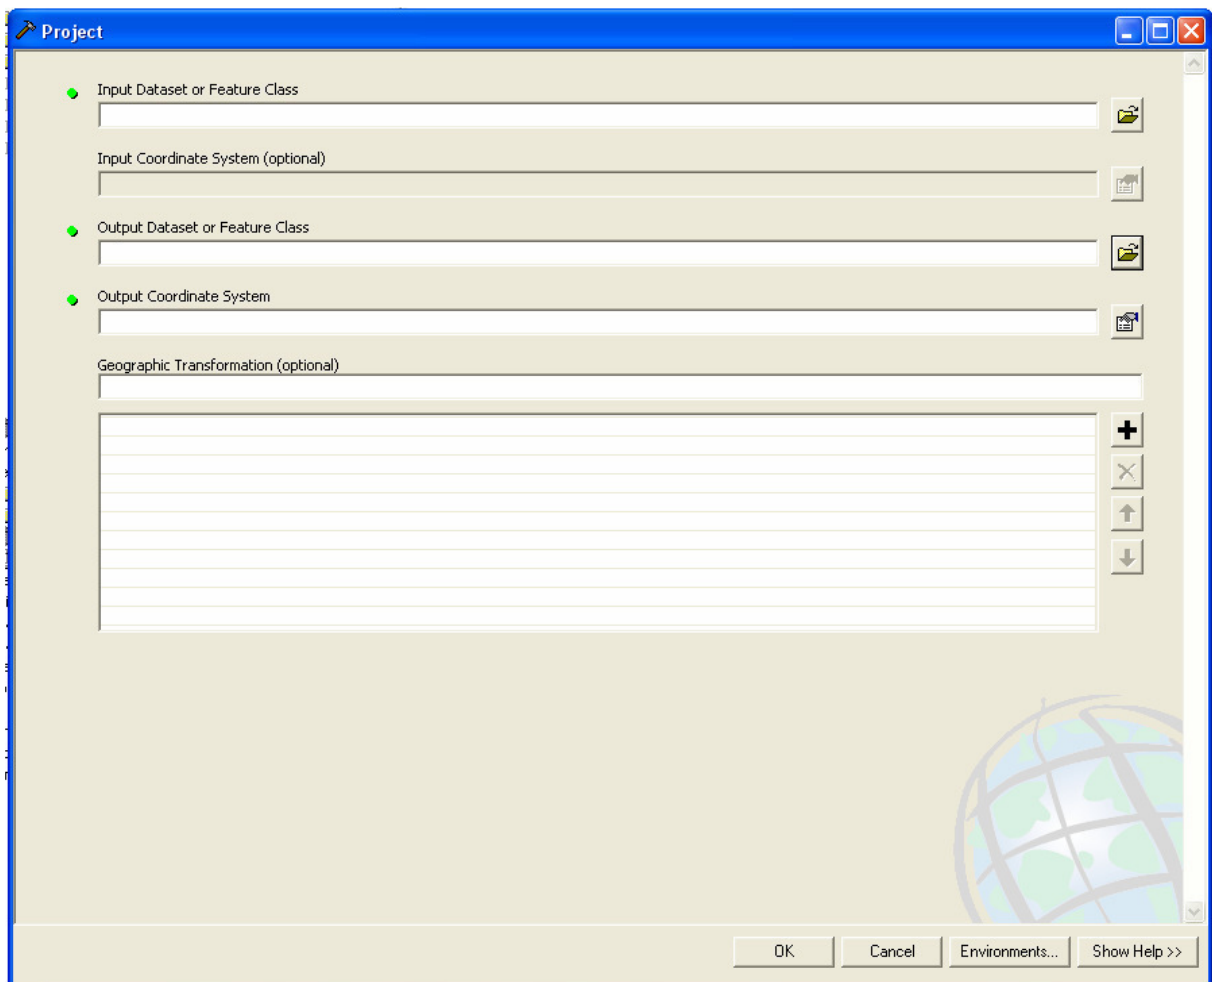 Project
Input Dataset or Feature Class
Input Coordinate System (optional)
Output Dataset or Feature Class
Output Coordinate System
Geographic Transformation (optional)
OK Cancel Environments... Show Help >>